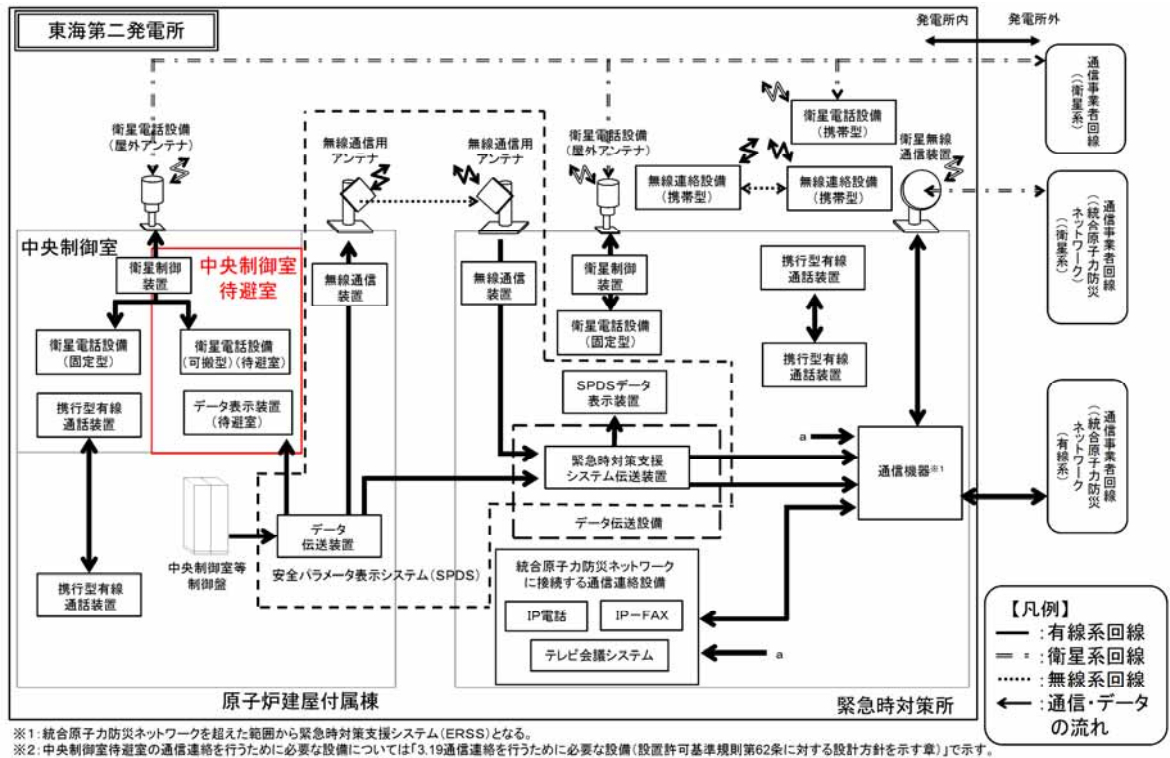 東海第二発電所
発電所内
発電所外
通信事業者回線
(衛星系)
衛星電話設備
(屋外アンテナ)
無線通信用
アンテナ
無線通信用
アンテナ
衛星電話設備
(屋外アンテナ)
衛星電話設備
(携帯型)
無線連絡設備
(携帯型)
無線連絡設備
(携帯型)
衛星無線
通信装置
通信事業者回線
(統合原子力防災
ネットワーク)
(衛星系)
中央制御室
中央制御室
待避室
衛星制御
装置
無線通信
装置
無線通信
装置
衛星制御
装置
携行型有線
通話装置
衛星電話設備
(固定型)
衛星電話設備
(可搬型)(待避室)
衛星電話設備
(固定型)
携行型有線
通話装置
携行型有線
通話装置
データ表示装置
(待避室)
SPDSデータ
表示装置
緊急時対策支援
システム伝送装置
データ伝送設備
a
通信機器※1
通信事業者回線
(統合原子力防災
ネットワーク
(有線系)
データ
伝送装置
中央制御室等
制御盤
安全パラメータ表示システム(SPDS)
携行型有線
通話装置
統合原子力防災ネットワーク
に接続する通信連絡設備
IP電話
IP-FAX
テレビ会議システム
a
原子炉建屋付属棟
緊急時対策所
【凡例】
:有線系回線
:衛星系回線
:無線系回線
:通信・データ
の流れ
※1:統合原子力防災ネットワークを超えた範囲から緊急時対策支援システム(ERSS)となる。
※2:中央制御室待避室の通信連絡を行うために必要な設備については「3.19通信連絡を行うために必要な設備(設置許可基準規則第62条に対する設計方針を示す章)」で示す。